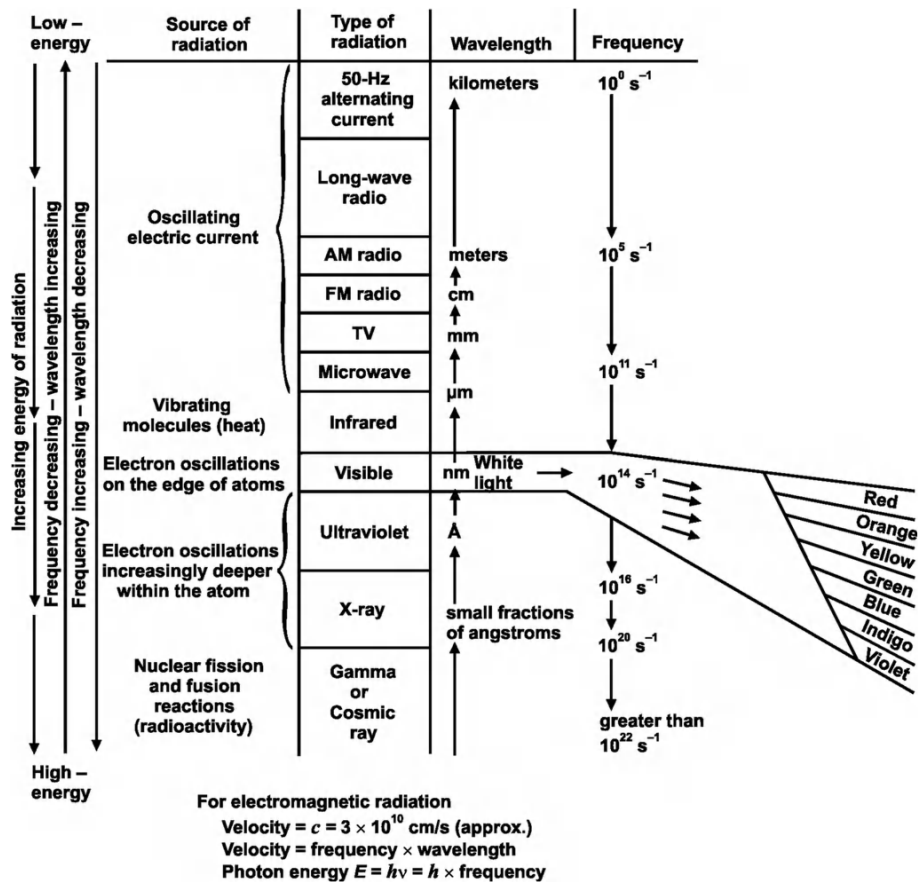 Low –
energy
Source of
radiation
Type of
radiation
Wavelength
Frequency
50-Hz
alternating
current
kilometers
10⁰ s⁻¹
Long-wave
radio
Oscillating
electric current
AM radio
meters
10⁵ s⁻¹
FM radio
cm
TV
mm
Microwave
10¹¹ s⁻¹
μm
Vibrating
molecules (heat)
Infrared
Electron oscillations
on the edge of atoms
Visible
nm
White
light
10¹⁴ s⁻¹
Red
Orange
Yellow
Green
Blue
Indigo
Violet
Electron oscillations
increasingly deeper
within the atom
Ultraviolet
Å
10¹⁶ s⁻¹
X-ray
small fractions
of angstroms
10²⁰ s⁻¹
Nuclear fission
and fusion
reactions
(radioactivity)
Gamma
or
Cosmic
ray
greater than
10²² s⁻¹
Increasing energy of radiation
Frequency decreasing – wavelength increasing
Frequency increasing – wavelength decreasing
High –
energy
For electromagnetic radiation
Velocity = c = 3 × 10¹⁰ cm/s (approx.)
Velocity = frequency × wavelength
Photon energy E = hν = h × frequency